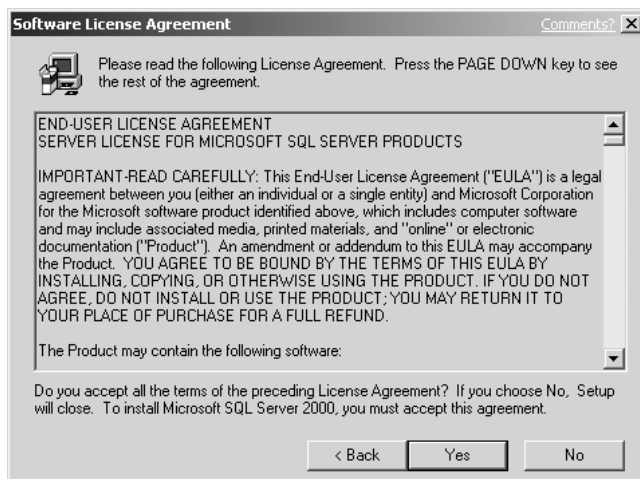 Software License Agreement Comments?
Please read the following License Agreement. Press the PAGE DOWN key to see
the rest of the agreement.
END-USER LICENSE AGREEMENT
SERVER LICENSE FOR MICROSOFT SQL SERVER PRODUCTS
IMPORTANT-READ CAREFULLY: This End-User License Agreement ("EULA") is a legal
agreement between you (either an individual or a single entity) and Microsoft Corporation
for the Microsoft software product identified above, which includes computer software
and may include associated media, printed materials, and "online" or electronic
documentation ("Product"). An amendment or addendum to this EULA may accompany
the Product. YOU AGREE TO BE BOUND BY THE TERMS OF THIS EULA BY
INSTALLING, COPYING, OR OTHERWISE USING THE PRODUCT. IF YOU DO NOT
AGREE, DO NOT INSTALL OR USE THE PRODUCT; YOU MAY RETURN IT TO
YOUR PLACE OF PURCHASE FOR A FULL REFUND.
The Product may contain the following software:
Do you accept all the terms of the preceding License Agreement? If you choose No, Setup
will close. To install Microsoft SQL Server 2000, you must accept this agreement.
< Back Yes No